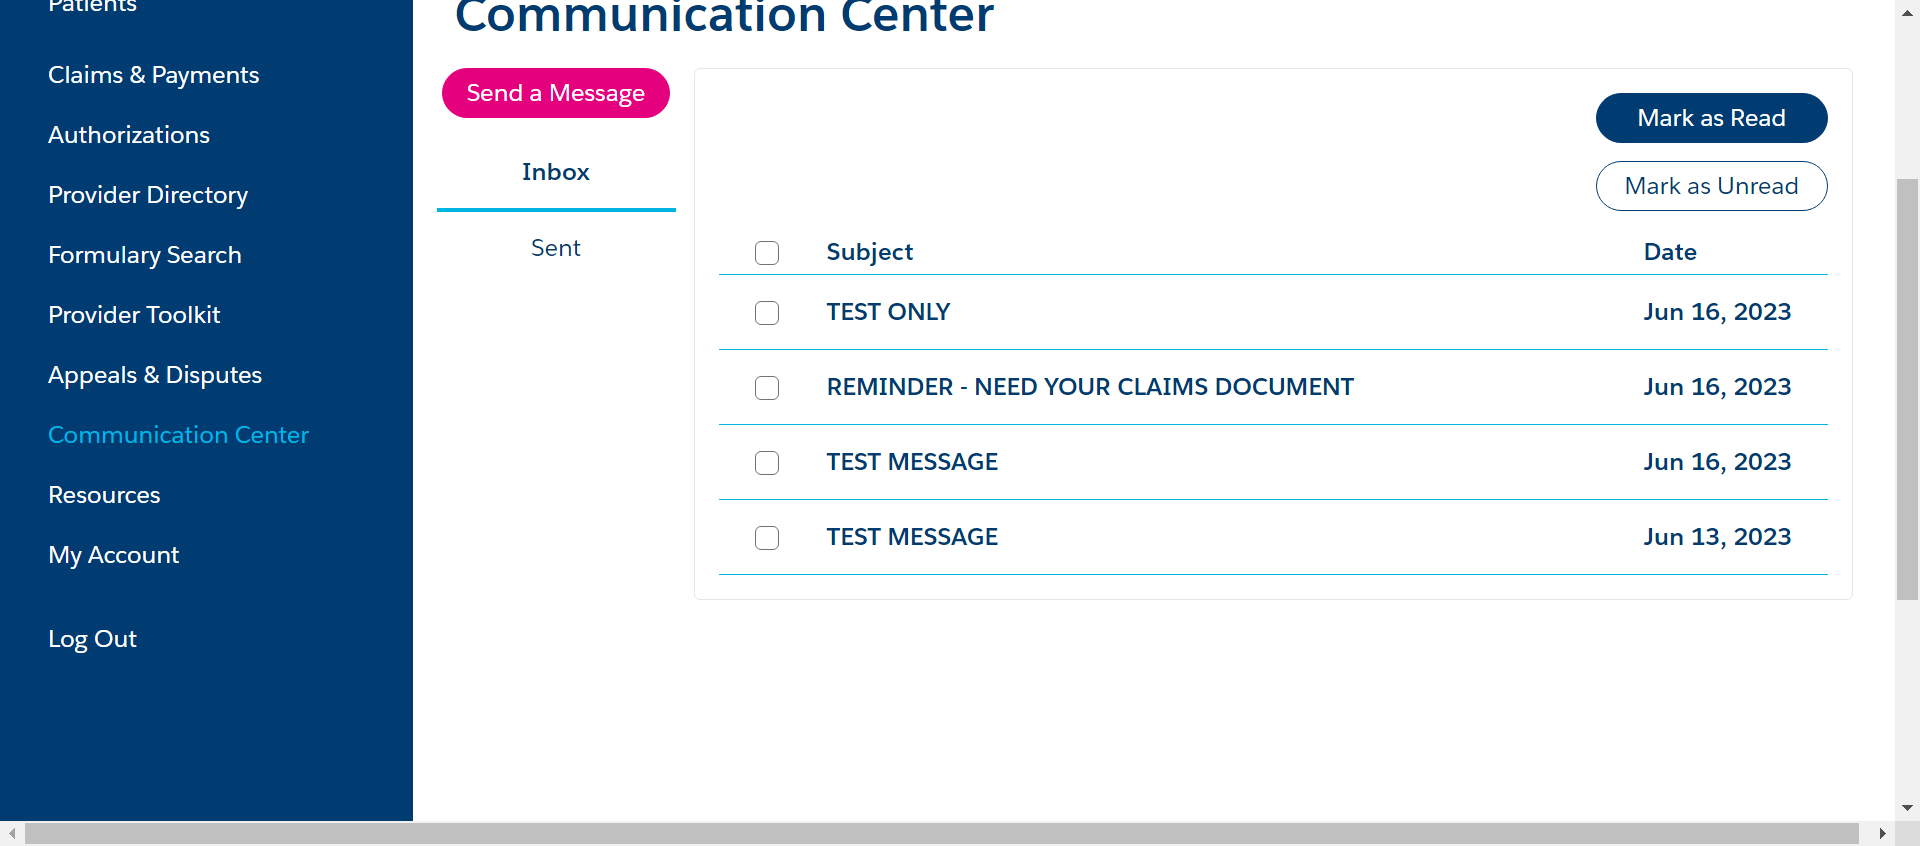 Patients
Claims & Payments
Authorizations
Provider Directory
Formulary Search
Provider Toolkit
Appeals & Disputes
Communication Center
Resources
My Account
Log Out
Communication Center
Send a Message
Inbox
Sent
Mark as Read
Mark as Unread
Subject Date
TEST ONLY Jun 16, 2023
REMINDER - NEED YOUR CLAIMS DOCUMENT Jun 16, 2023
TEST MESSAGE Jun 16, 2023
TEST MESSAGE Jun 13, 2023